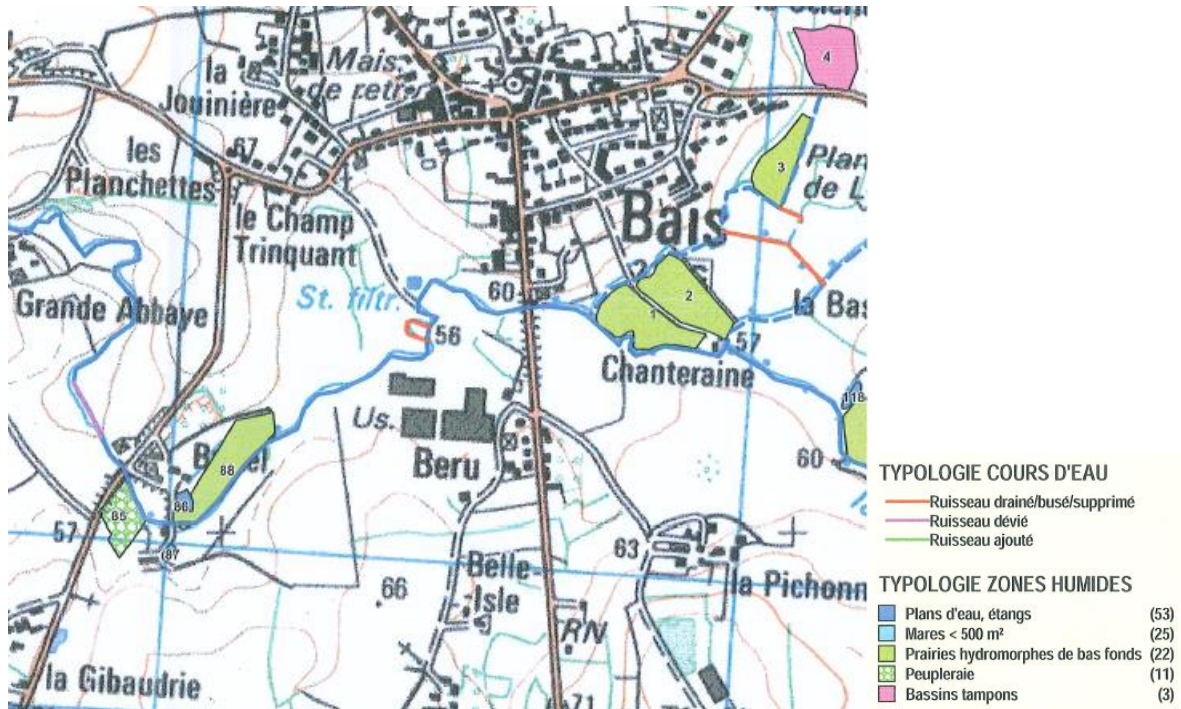 la
Jouinière
Mais.
de retr.
4
67
les
Planchettes
le Champ
Trinquant
3
Plan
de L
Bais
Grande Abbaye
St. filtr.
60
56
2
1
57
la Bas
Chanteraine
118
Us.
Beru
60
88
86
85
57
87
63
66
Belle-
Isle
la Pichonn
RN
la Gibaudrie
71
TYPOLOGIE COURS D'EAU
Ruisseau drainé/busé/supprimé
Ruisseau dévié
Ruisseau ajouté
TYPOLOGIE ZONES HUMIDES
Plans d'eau, étangs (53)
Mares < 500 m² (25)
Prairies hydromorphes de bas fonds (22)
Peupleraie (11)
Bassins tampons (3)